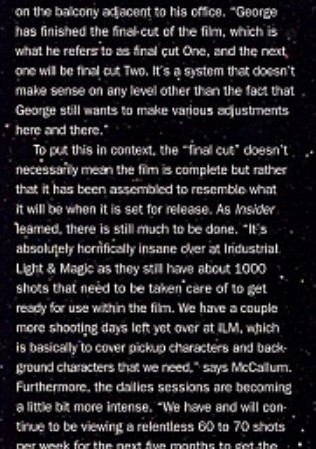 on the balcony adjacent to his office. "George
has finished the final-cut of the film, which is
what he refers to as final cut One, and the next
one will be final cut Two. It's a system that doesn't
make sense on any level other than the fact that
George still wants to make various adjustments
here and there."
To put this in context, the "final cut" doesn't
necessarily mean the film is complete but rather
that it has been assembled to resemble what
it will be when it is set for release. As Insider
learned, there is still much to be done. "It's
absolutely horrifically insane over at Industrial
Light & Magic as they still have about 1000
shots that need to be taken care of to get
ready for use within the film. We have a couple
more shooting days left yet over at ILM, which
is basically to cover pickup characters and back-
ground characters that we need," says McCallum.
Furthermore, the dailies sessions are becoming
a little bit more intense. "We have and will con-
tinue to be viewing a relentless 60 to 70 shots
per week for the next five months to get the